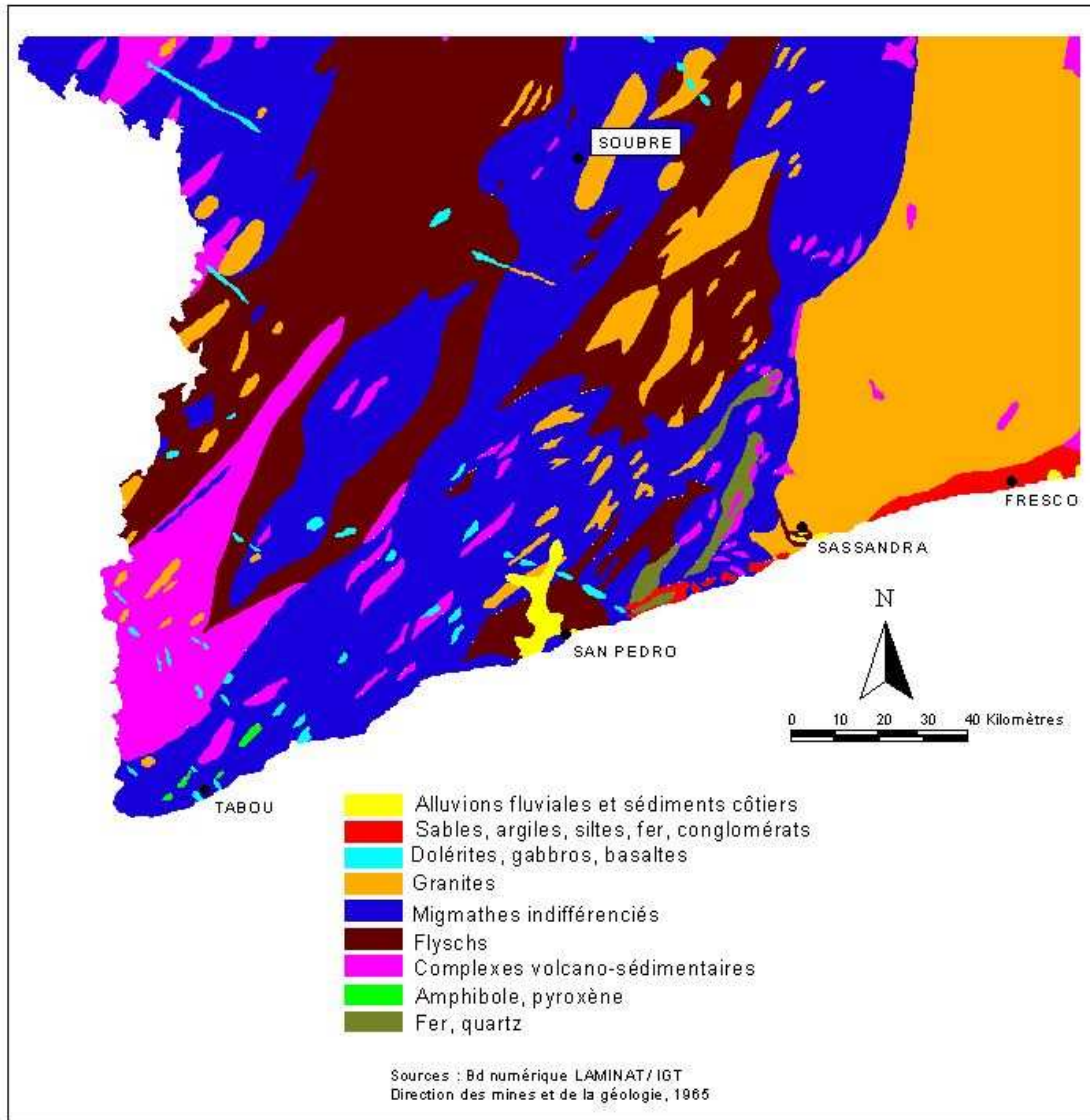 SOUBRE
FRESCO
SASSANDRA
N
SAN PEDRO
0 10 20 30 40 Kilomètres
TABOU
Alluvions fluviales et sédiments côtiers
Sables, argiles, siltes, fer, conglomérats
Dolérites, gabbros, basaltes
Granites
Migmathes indifférenciés
Flyschs
Complexes volcano-sédimentaires
Amphibole, pyroxène
Fer, quartz
Sources : Bd numérique LAMINAT/ IGT
Direction des mines et de la géologie, 1965